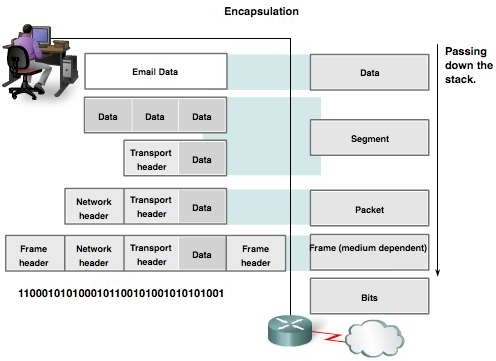 Encapsulation
Passing
down the
stack.
Email Data
Data
Data Data Data
Segment
Transport
header
Data
Network
header
Transport
header
Data
Packet
Frame
header
Network
header
Transport
header
Data
Frame
header
Frame (medium dependent)
1100010101000101100101001010101001
Bits